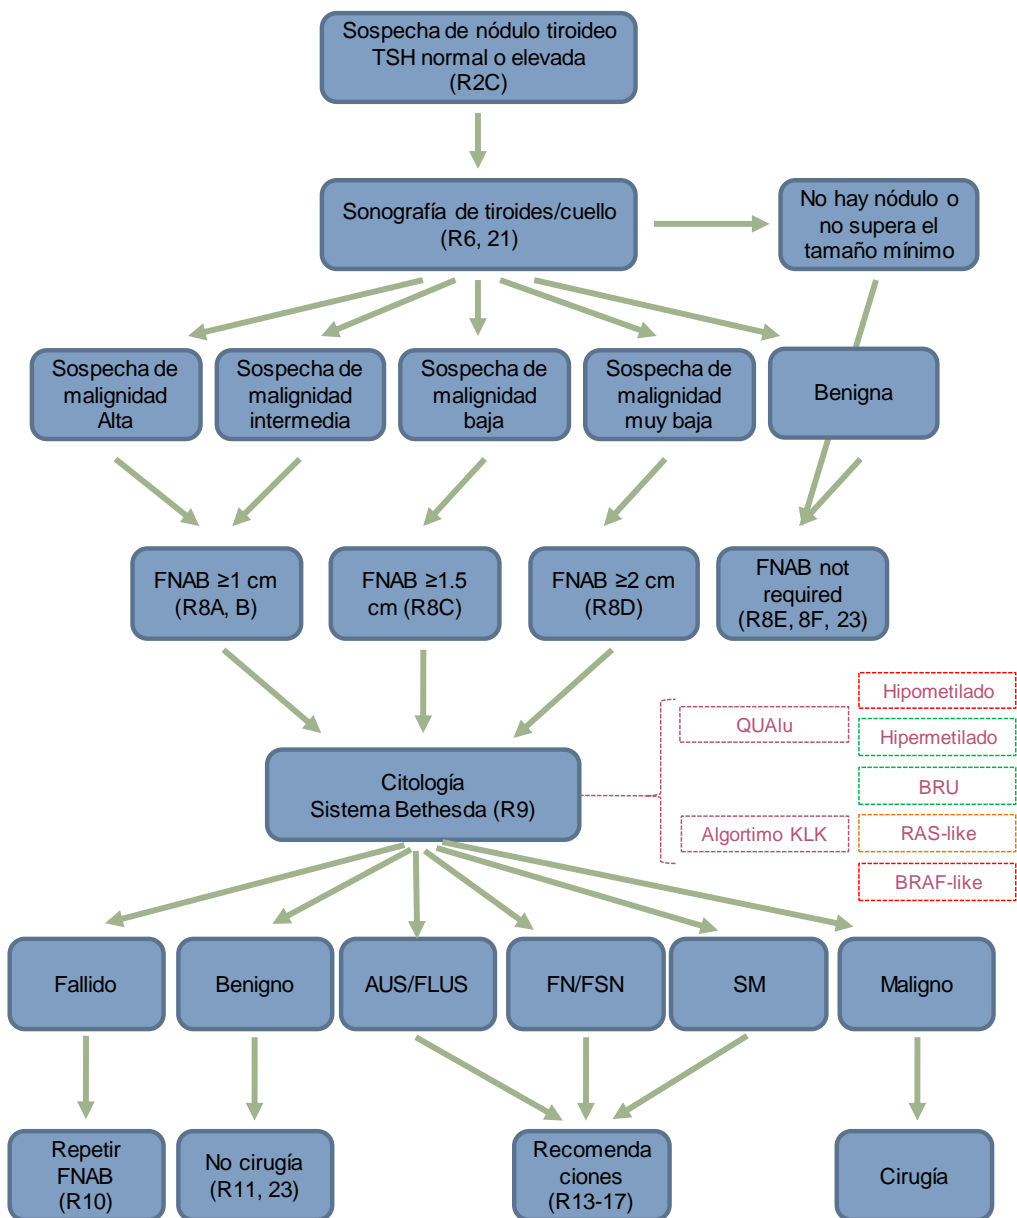 Sospecha de nódulo tiroideo
TSH normal o elevada
(R2C)
Sonografía de tiroides/cuello
(R6, 21)
No hay nódulo o
no supera el
tamaño mínimo
Sospecha de
malignidad
Alta
Sospecha de
malignidad
intermedia
Sospecha de
malignidad
baja
Sospecha de
malignidad
muy baja
Benigna
FNAB ≥1 cm
(R8A, B)
FNAB ≥1.5
cm (R8C)
FNAB ≥2 cm
(R8D)
FNAB not
required
(R8E, 8F, 23)
Citología
Sistema Bethesda (R9)
QUAlu
Algortimo KLK
Hipometilado
Hipermetilado
BRU
RAS-like
BRAF-like
Fallido
Benigno
AUS/FLUS
FN/FSN
SM
Maligno
Repetir
FNAB
(R10)
No cirugía
(R11, 23)
Recomenda
ciones
(R13-17)
Cirugía